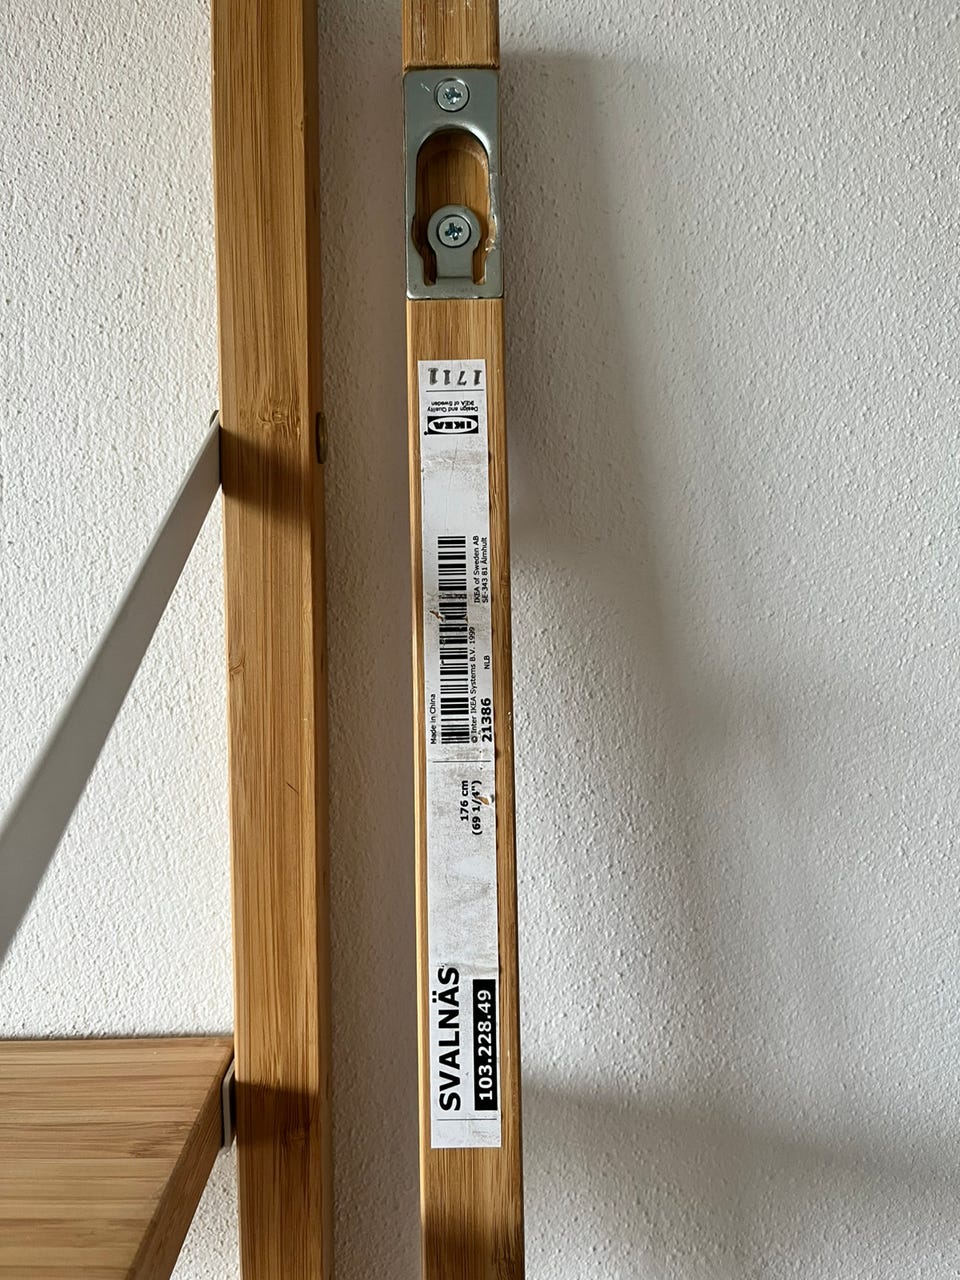 SVALNÄS
103.228.49
176 cm
(69 1/4")
Made in China
© Inter IKEA Systems B.V. 1999
21386
NLB
IKEA of Sweden AB
SE-343 81 Älmhult
IKEA
Design and Quality
IKEA of Sweden
1711